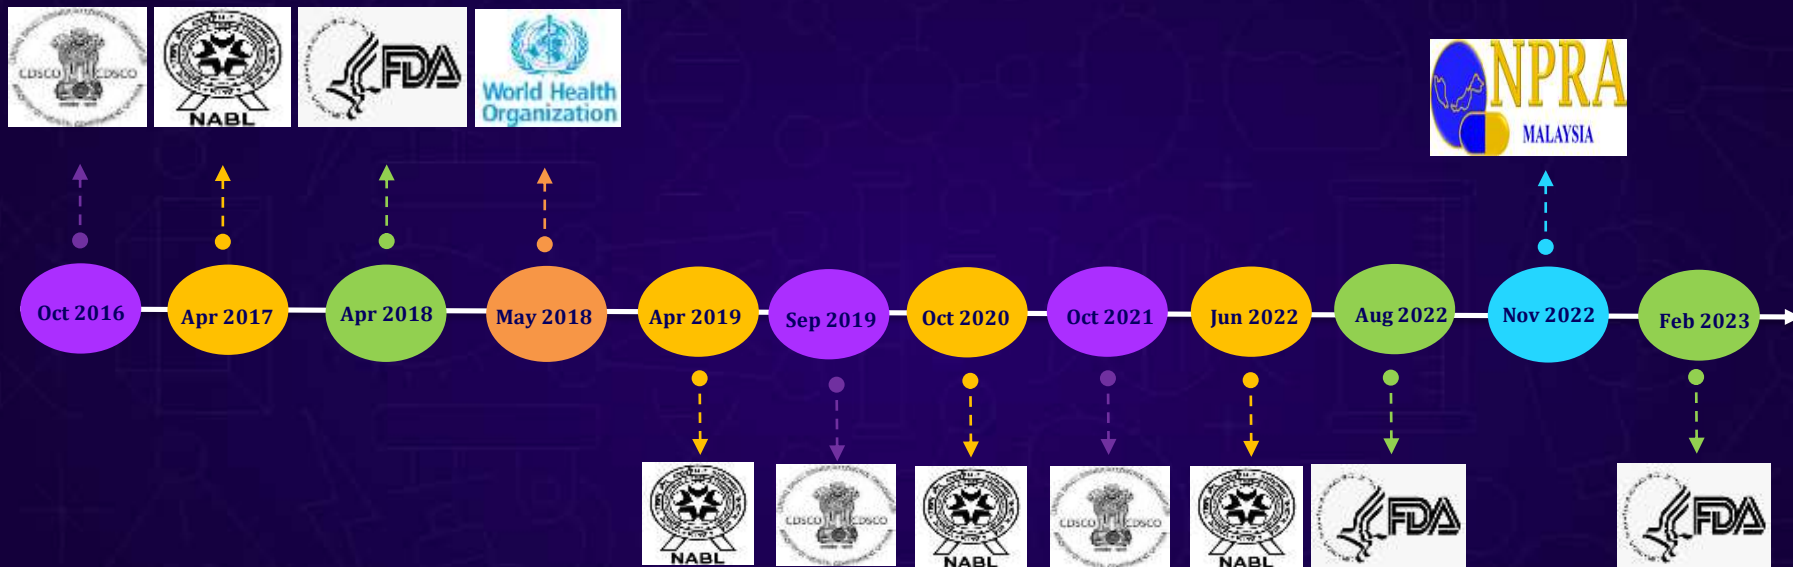 CDSCO CDSCO
NABL
FDA
World Health
Organization
NPRA
MALAYSIA
Oct 2016
Apr 2017
Apr 2018
May 2018
Apr 2019
Sep 2019
Oct 2020
Oct 2021
Jun 2022
Aug 2022
Nov 2022
Feb 2023
NABL
CDSCO CDSCO
NABL
CDSCO CDSCO
NABL
FDA
FDA